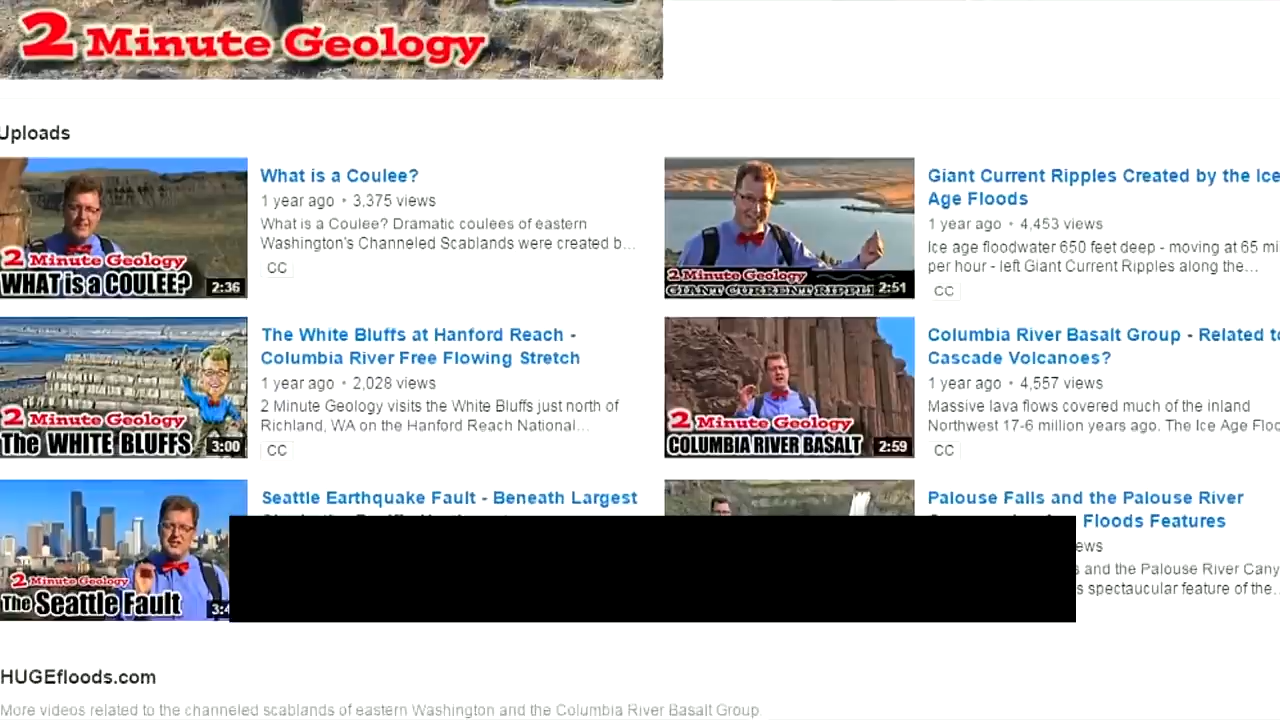 2 Minute Geology
Uploads
What is a Coulee?
1 year ago • 3,375 views
What is a Coulee? Dramatic coulees of eastern
Washington's Channeled Scablands were created b...
CC
2 Minute Geology
WHAT is a COULEE?
2:36
Giant Current Ripples Created by the Ice
Age Floods
1 year ago • 4,453 views
Ice age floodwater 650 feet deep - moving at 65 mi
per hour - left Giant Current Ripples along the...
CC
2 Minute Geology
GIANT CURRENT RIPPL
2:51
The White Bluffs at Hanford Reach -
Columbia River Free Flowing Stretch
1 year ago • 2,028 views
2 Minute Geology visits the White Bluffs just north of
Richland, WA on the Hanford Reach National...
CC
2 Minute Geology
The WHITE BLUFFS
3:00
Columbia River Basalt Group - Related to
Cascade Volcanoes?
1 year ago • 4,557 views
Massive lava flows covered much of the inland
Northwest 17-6 million years ago. The Ice Age Floo
CC
2 Minute Geology
COLUMBIA RIVER BASALT
2:59
Seattle Earthquake Fault - Beneath Largest
2 Minute Geology
The Seattle Fault
3:4
Palouse Falls and the Palouse River
Floods Features
ews
s and the Palouse River Cany
s spectaucular feature of the...
HUGEfloods.com
More videos related to the channeled scablands of eastern Washington and the Columbia River Basalt Group.